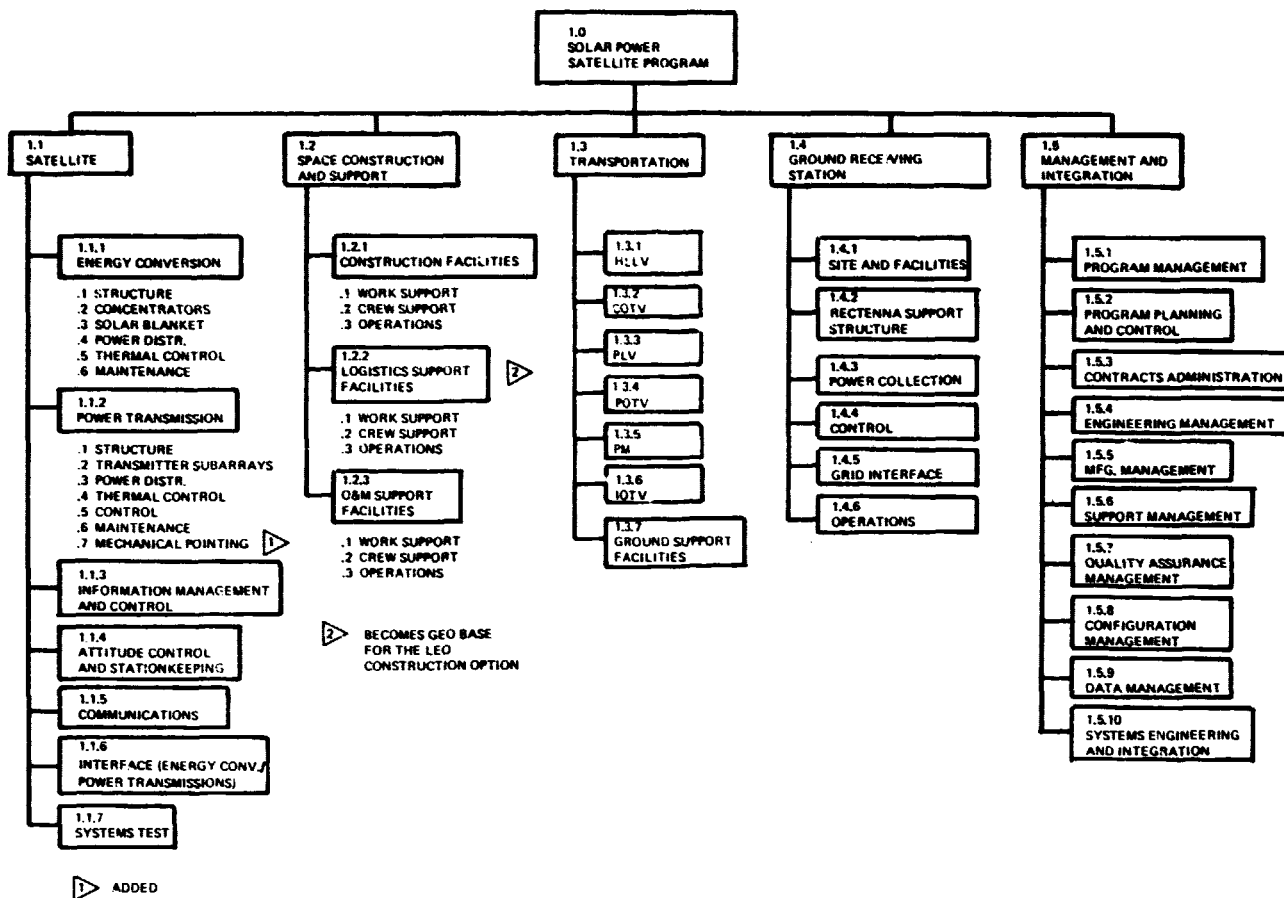 1.0
SOLAR POWER
SATELLITE PROGRAM
1.1
SATELLITE
1.1.1
ENERGY CONVERSION
.1 STRUCTURE
.2 CONCENTRATORS
.3 SOLAR BLANKET
.4 POWER DISTR.
.5 THERMAL CONTROL
.6 MAINTENANCE
1.1.2
POWER TRANSMISSION
.1 STRUCTURE
.2 TRANSMITTER SUBARRAYS
.3 POWER DISTR.
.4 THERMAL CONTROL
.5 CONTROL
.6 MAINTENANCE
.7 MECHANICAL POINTING 1
1.1.3
INFORMATION MANAGEMENT
AND CONTROL
1.1.4
ATTITUDE CONTROL
AND STATIONKEEPING
1.1.5
COMMUNICATIONS
1.1.6
INTERFACE (ENERGY CONV./
POWER TRANSMISSIONS)
1.1.7
SYSTEMS TEST
1 ADDED
1.2
SPACE CONSTRUCTION
AND SUPPORT
1.2.1
CONSTRUCTION FACILITIES
.1 WORK SUPPORT
.2 CREW SUPPORT
.3 OPERATIONS
1.2.2
LOGISTICS SUPPORT
FACILITIES
2
.1 WORK SUPPORT
.2 CREW SUPPORT
.3 OPERATIONS
1.2.3
O&M SUPPORT
FACILITIES
.1 WORK SUPPORT
.2 CREW SUPPORT
.3 OPERATIONS
2 BECOMES GEO BASE
FOR THE LEO
CONSTRUCTION OPTION
1.3
TRANSPORTATION
1.3.1
HLLV
1.3.2
COTV
1.3.3
PLV
1.3.4
POTV
1.3.5
PM
1.3.6
IOTV
1.3.7
GROUND SUPPORT
FACILITIES
1.4
GROUND RECEIVING
STATION
1.4.1
SITE AND FACILITIES
1.4.2
RECTENNA SUPPORT
STRUCTURE
1.4.3
POWER COLLECTION
1.4.4
CONTROL
1.4.5
GRID INTERFACE
1.4.6
OPERATIONS
1.5
MANAGEMENT AND
INTEGRATION
1.5.1
PROGRAM MANAGEMENT
1.5.2
PROGRAM PLANNING
AND CONTROL
1.5.3
CONTRACTS ADMINISTRATION
1.5.4
ENGINEERING MANAGEMENT
1.5.5
MFG. MANAGEMENT
1.5.6
SUPPORT MANAGEMENT
1.5.7
QUALITY ASSURANCE
MANAGEMENT
1.5.8
CONFIGURATION
MANAGEMENT
1.5.9
DATA MANAGEMENT
1.5.10
SYSTEMS ENGINEERING
AND INTEGRATION